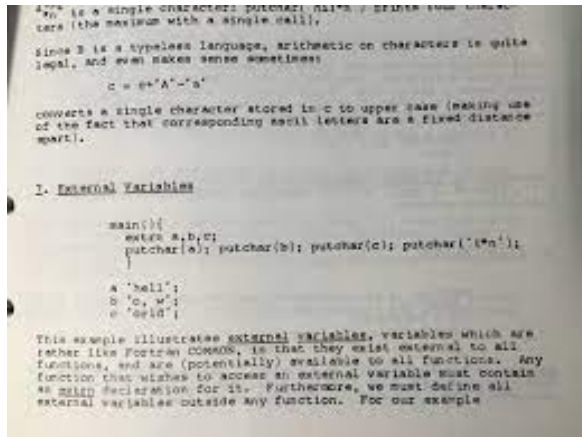 is a single character: putchar(
(the maximum with a single call).
Since B is a typeless language, arithmetic on characters is quite
legal, and even makes sense sometimes:
c = c+'A'-'a'
converts a single character stored in c to upper case (making use
of the fact that corresponding ascii letters are a fixed distance
apart).
7. External Variables
main(){
extrn a,b,c;
putchar(a); putchar(b); putchar(c); putchar('!*n');
}
a 'hell';
b 'o, w';
c 'orld';
This example illustrates external variables, variables which are
rather like Fortran COMMON, in that they exist external to all
functions, and are (potentially) available to all functions. Any
function that wishes to access an external variable must contain
an extrn declaration for it. Furthermore, we must define all
external variables outside any function. For our example